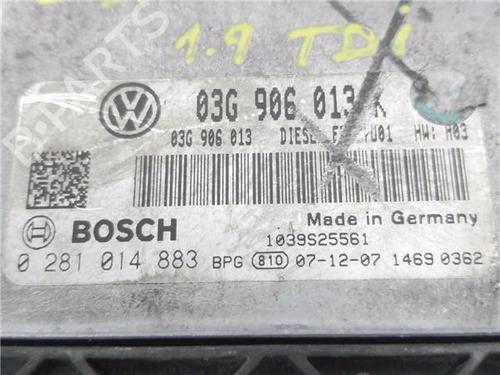 1.9 TDi
03G 906 013 K
03G 906 013 DIESEL HW: H03
BOSCH
Made in Germany
1039S25561
0 281 014 883 BPG 810 07-12-07 1469 0362
B-PARTS